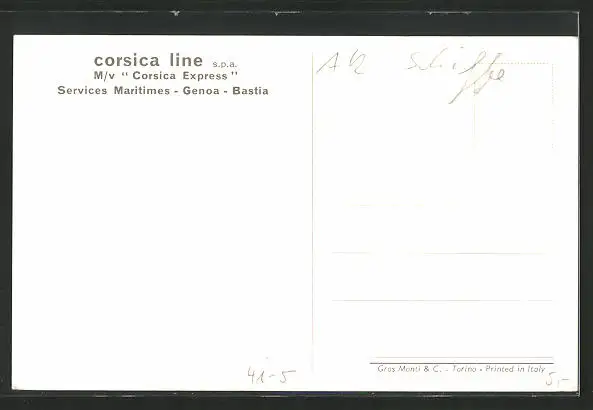 corsica line s.p.a.
M/v “ Corsica Express ”
Services Maritimes - Genoa - Bastia
AK Schiffe
Gros Monti & C. - Torino - Printed in Italy
41-5
5,-